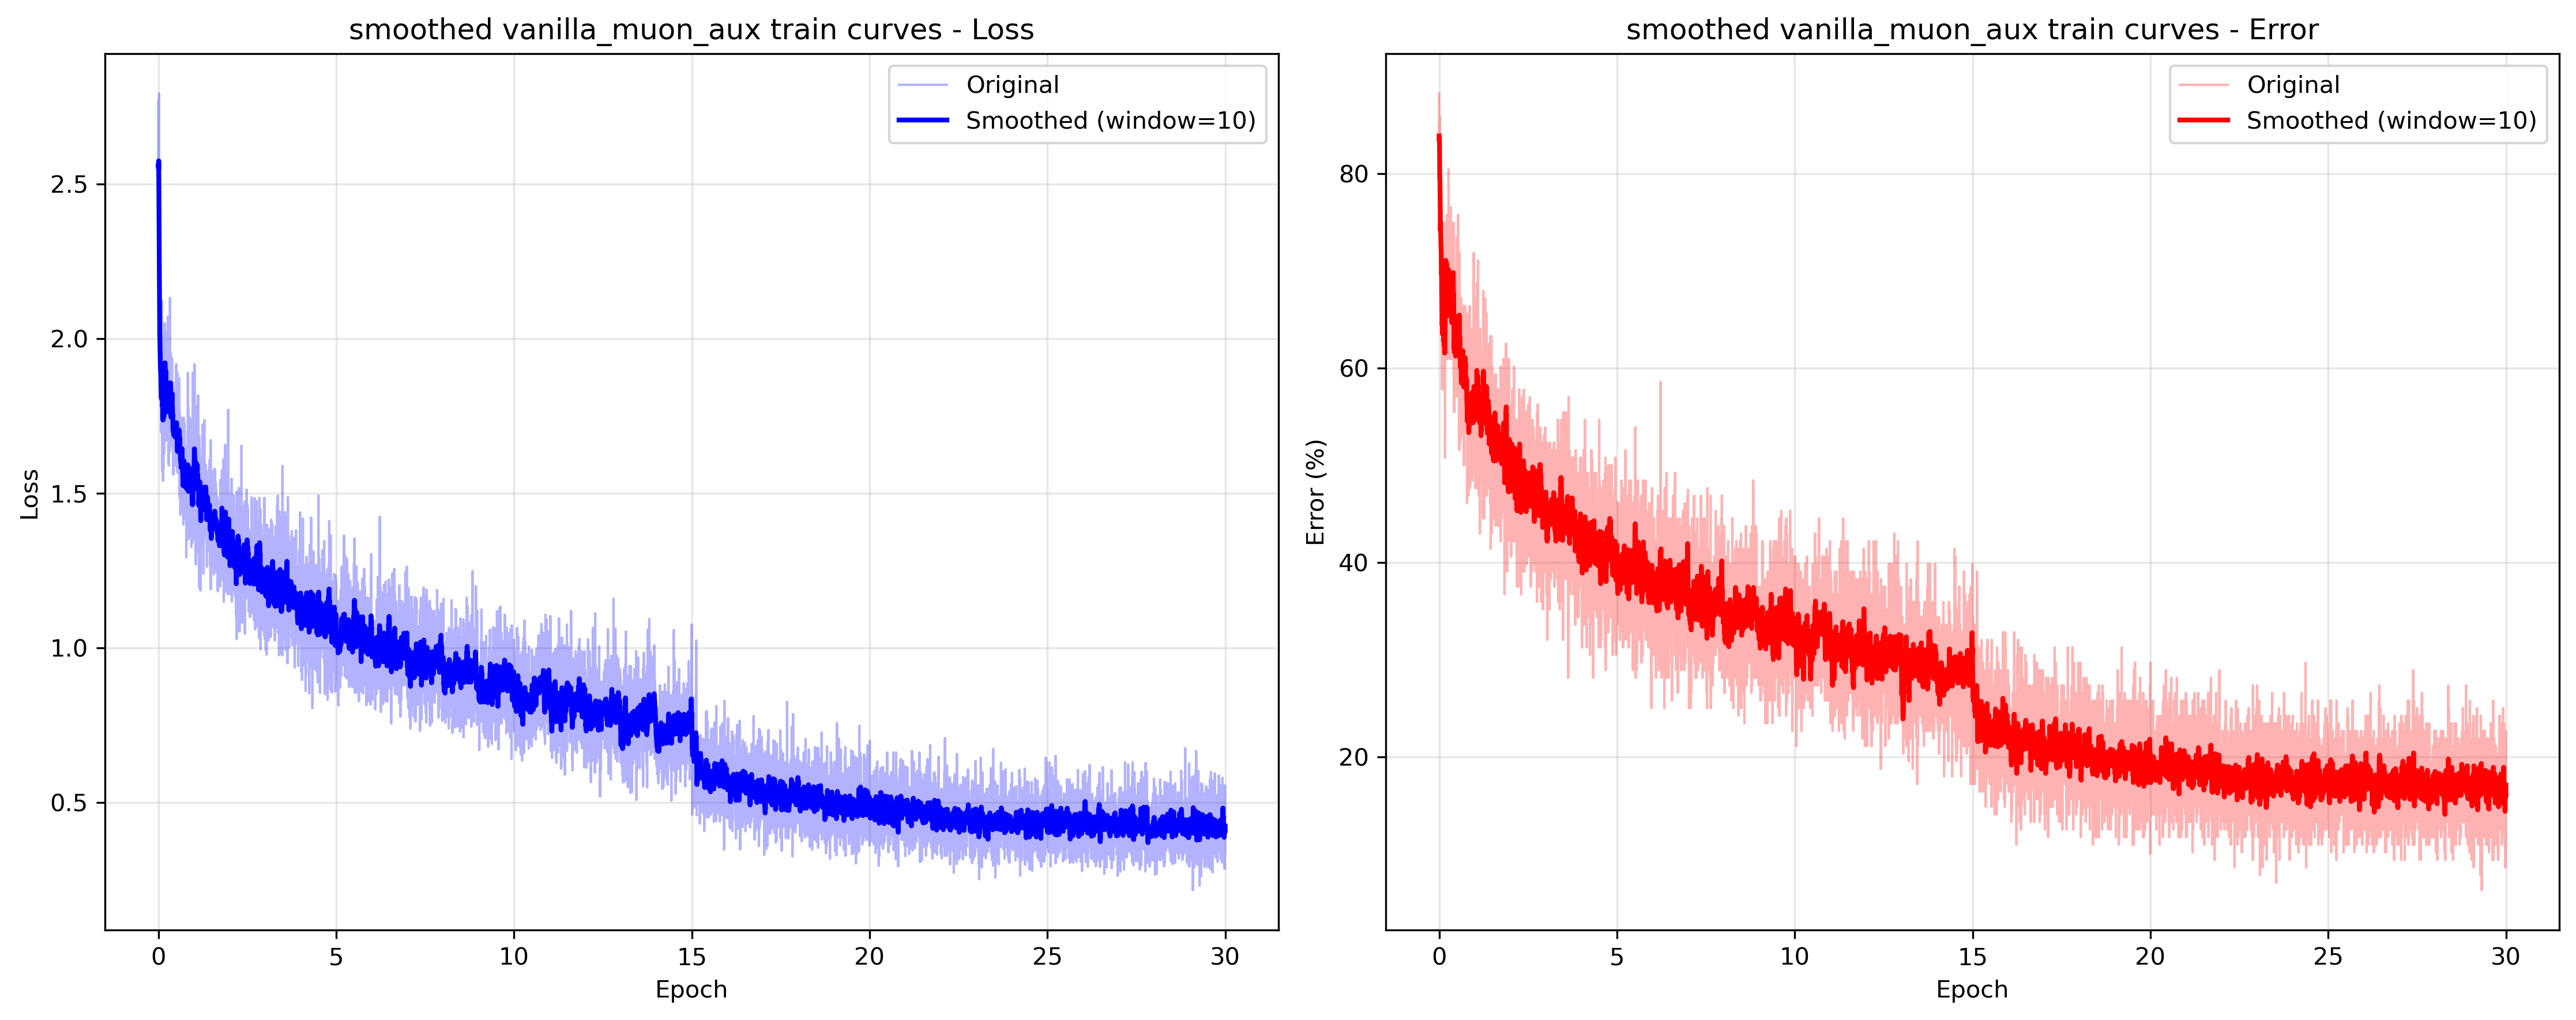 smoothed vanilla_muon_aux train curves - Loss
Original
Smoothed (window=10)
2.5
2.0
1.5
1.0
0.5
Loss
0 5 10 15 20 25 30
Epoch
smoothed vanilla_muon_aux train curves - Error
Original
Smoothed (window=10)
80
60
40
20
Error (%)
0 5 10 15 20 25 30
Epoch